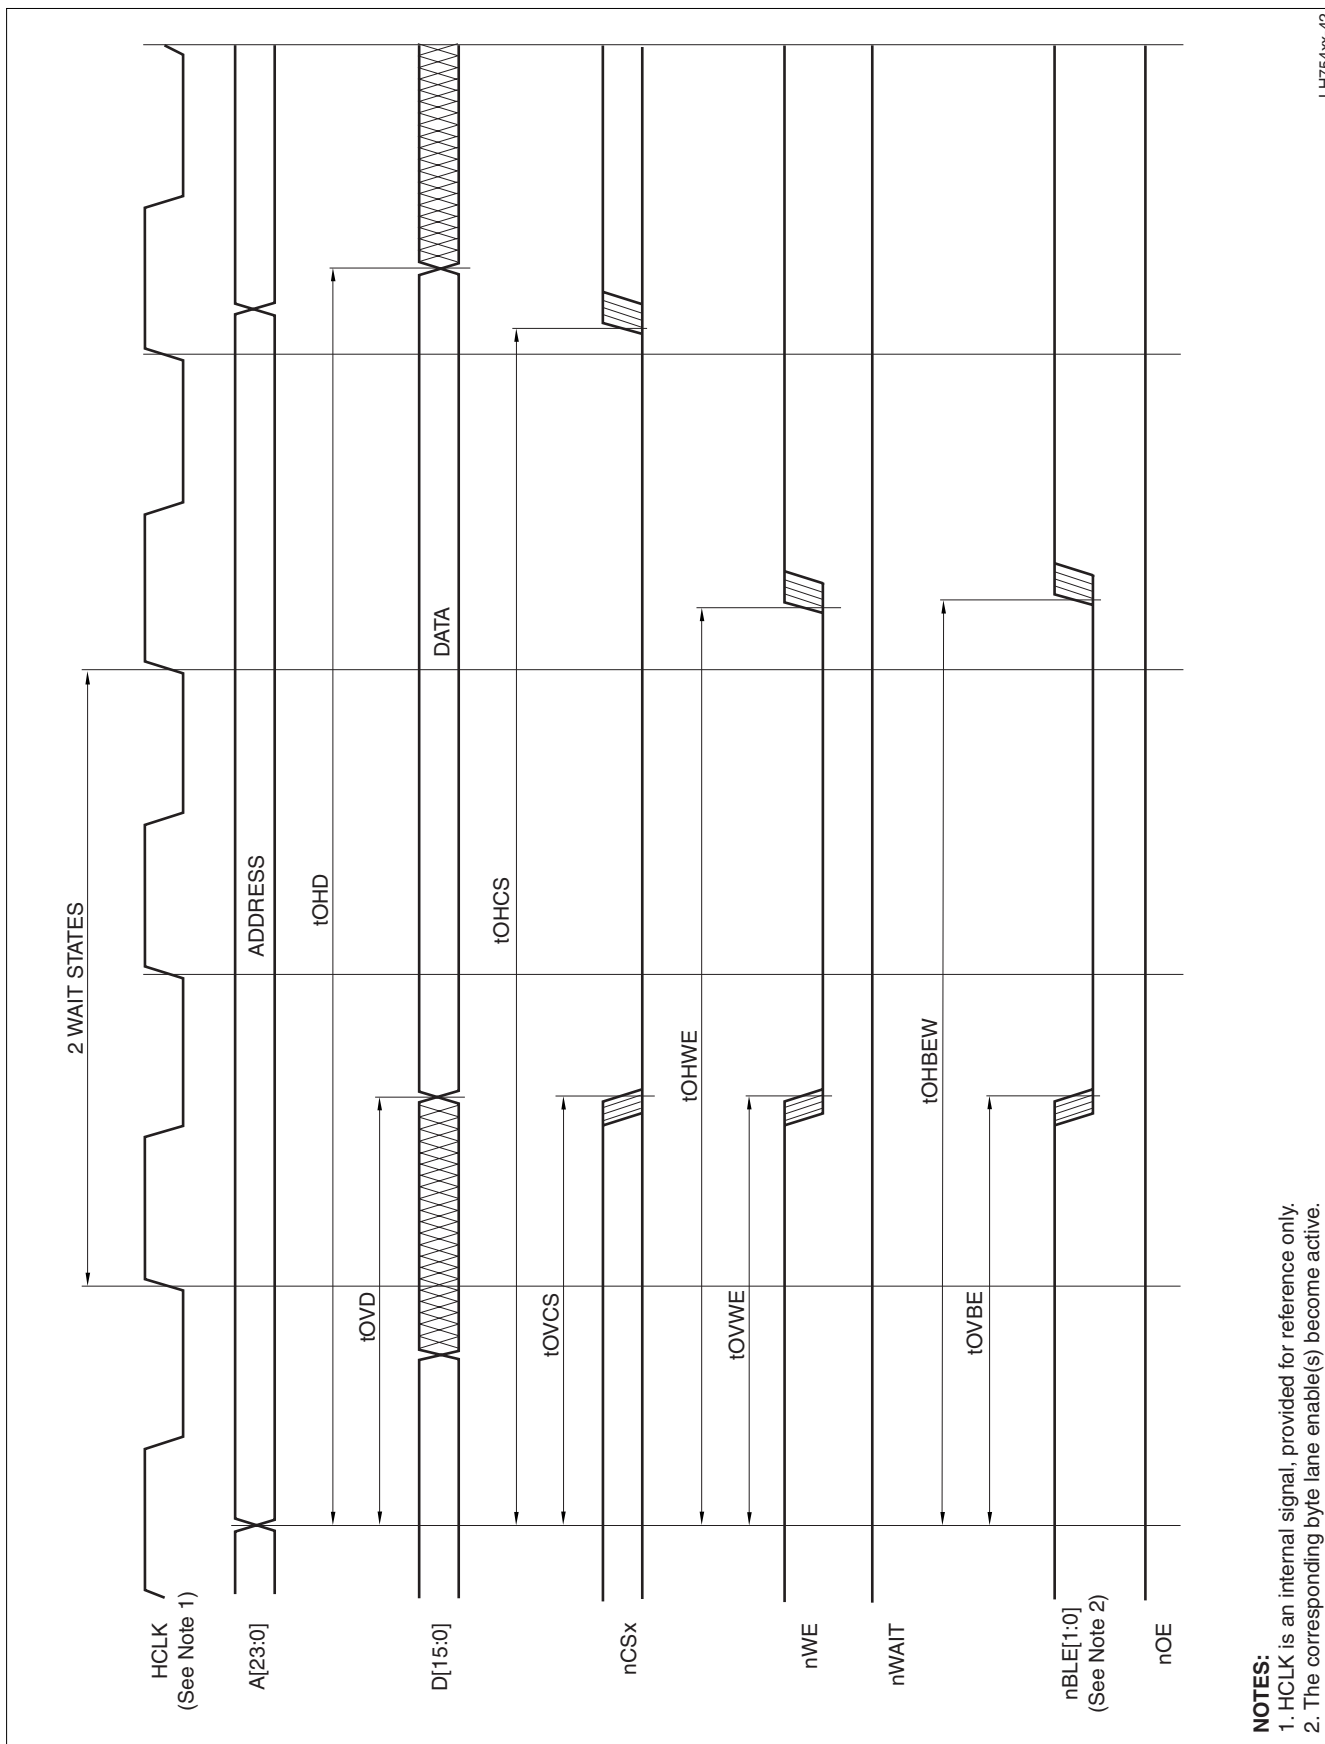 2 WAIT STATES
HCLK
(See Note 1)
A[23:0]
ADDRESS
tOHD
tOVD
D[15:0]
DATA
tOHCS
tOVCS
nCSx
tOHWE
tOVWE
nWE
nWAIT
tOHBEW
tOVBE
nBLE[1:0]
(See Note 2)
nOE
NOTES:
1. HCLK is an internal signal, provided for reference only.
2. The corresponding byte lane enable(s) become active.